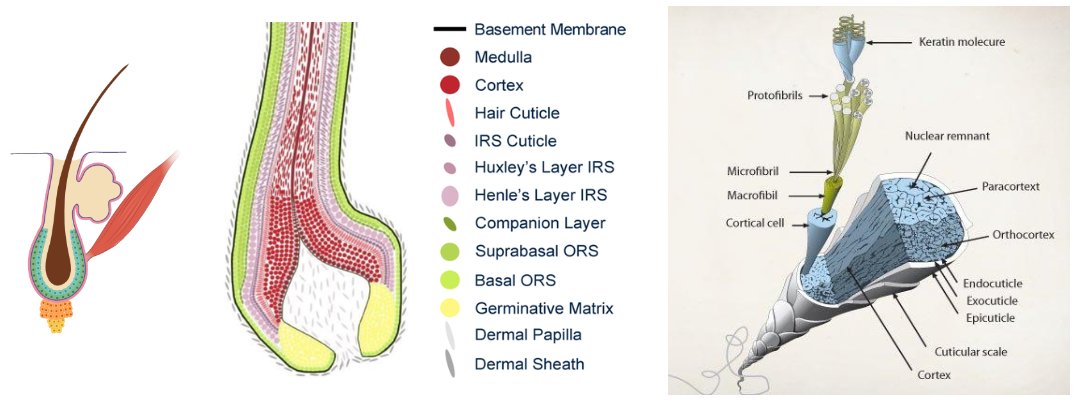 Basement Membrane
Medulla
Cortex
Hair Cuticle
IRS Cuticle
Huxley's Layer IRS
Henle's Layer IRS
Companion Layer
Suprabasal ORS
Basal ORS
Germinative Matrix
Dermal Papilla
Dermal Sheath
Keratin molecure
Protofibrils
Nuclear remnant
Microfibril
Paracortext
Macrofibil
Cortical cell
Orthocortex
Endocuticle
Exocuticle
Epicuticle
Cuticular scale
Cortex